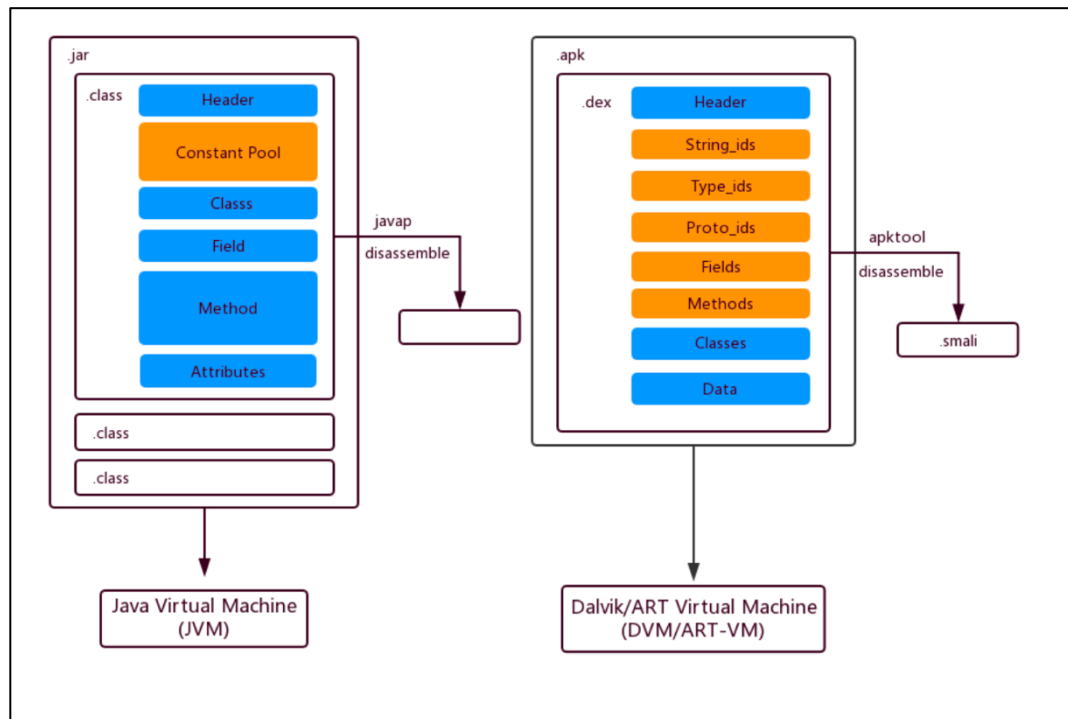 .jar
.class
Header
Constant Pool
Classs
Field
Method
Attributes
.class
.class
javap
disassemble
Java Virtual Machine
(JVM)
.apk
.dex
Header
String_ids
Type_ids
Proto_ids
Fields
Methods
Classes
Data
apktool
disassemble
.smali
Dalvik/ART Virtual Machine
(DVM/ART-VM)